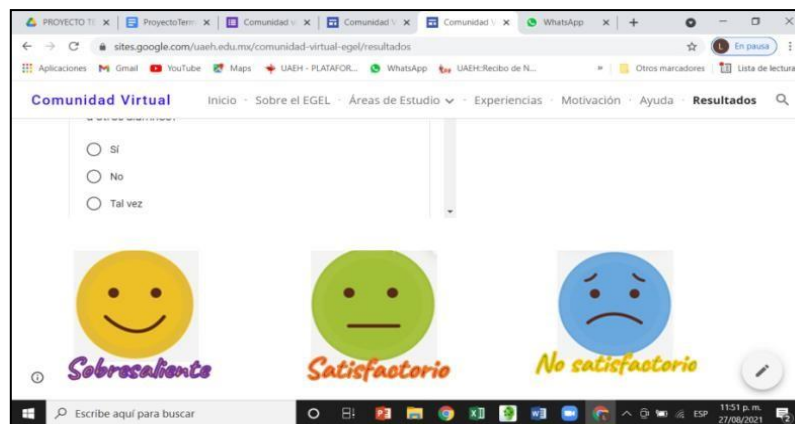 PROYECTO TE ProyectoTerm Comunidad v Comunidad V Comunidad V WhatsApp
sites.google.com/uaeh.edu.mx/comunidad-virtual-egel/resultados L En pausa
Aplicaciones Gmail YouTube Maps UAEH - PLATAFOR... WhatsApp UAEH::Recibo de N... » Otros marcadores Lista de lectura
Comunidad Virtual Inicio Sobre el EGEL Áreas de Estudio Experiencias Motivación Ayuda Resultados
a otros alumnos?
Sí
No
Tal vez
Sobresaliente Satisfactorio No satisfactorio
Escribe aquí para buscar ESP 11:51 p. m.
27/08/2021 2